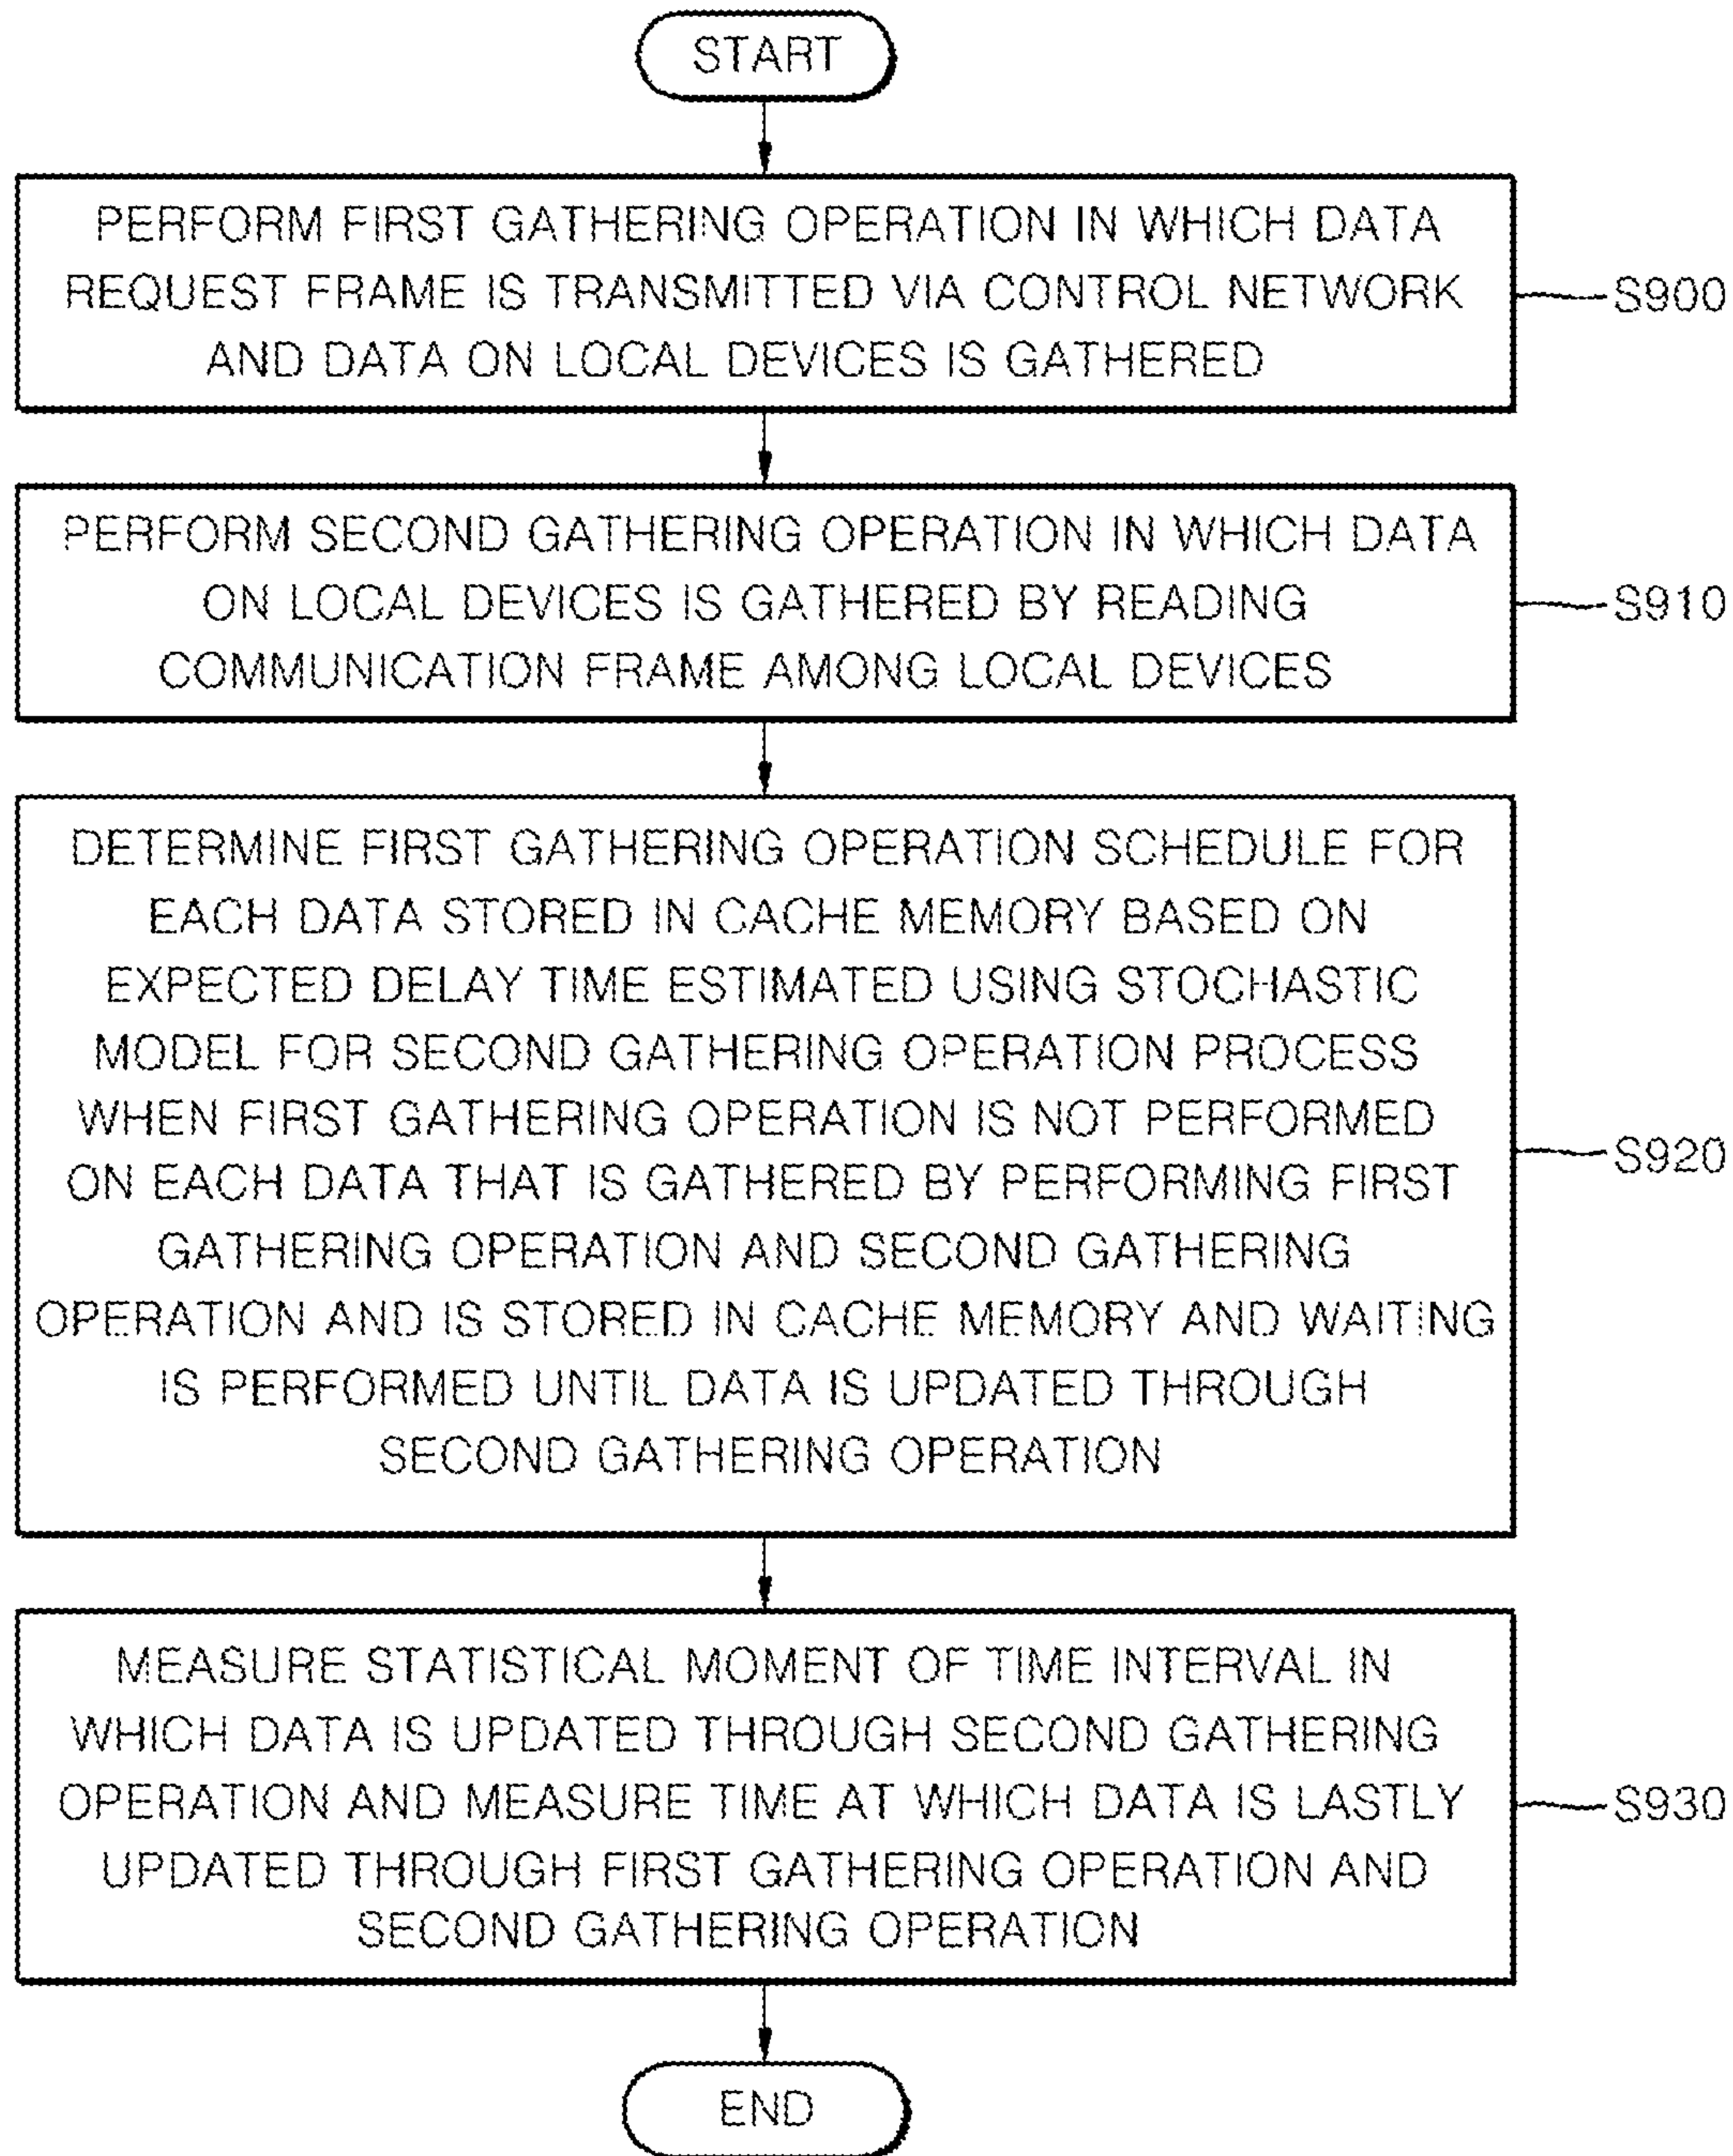 START
PERFORM FIRST GATHERING OPERATION IN WHICH DATA
REQUEST FRAME IS TRANSMITTED VIA CONTROL NETWORK
AND DATA ON LOCAL DEVICES IS GATHERED
S900
PERFORM SECOND GATHERING OPERATION IN WHICH DATA
ON LOCAL DEVICES IS GATHERED BY READING
COMMUNICATION FRAME AMONG LOCAL DEVICES
S910
DETERMINE FIRST GATHERING OPERATION SCHEDULE FOR
EACH DATA STORED IN CACHE MEMORY BASED ON
EXPECTED DELAY TIME ESTIMATED USING STOCHASTIC
MODEL FOR SECOND GATHERING OPERATION PROCESS
WHEN FIRST GATHERING OPERATION IS NOT PERFORMED
ON EACH DATA THAT IS GATHERED BY PERFORMING FIRST
GATHERING OPERATION AND SECOND GATHERING
OPERATION AND IS STORED IN CACHE MEMORY AND WAITING
IS PERFORMED UNTIL DATA IS UPDATED THROUGH
SECOND GATHERING OPERATION
S920
MEASURE STATISTICAL MOMENT OF TIME INTERVAL IN
WHICH DATA IS UPDATED THROUGH SECOND GATHERING
OPERATION AND MEASURE TIME AT WHICH DATA IS LASTLY
UPDATED THROUGH FIRST GATHERING OPERATION AND
SECOND GATHERING OPERATION
S930
END